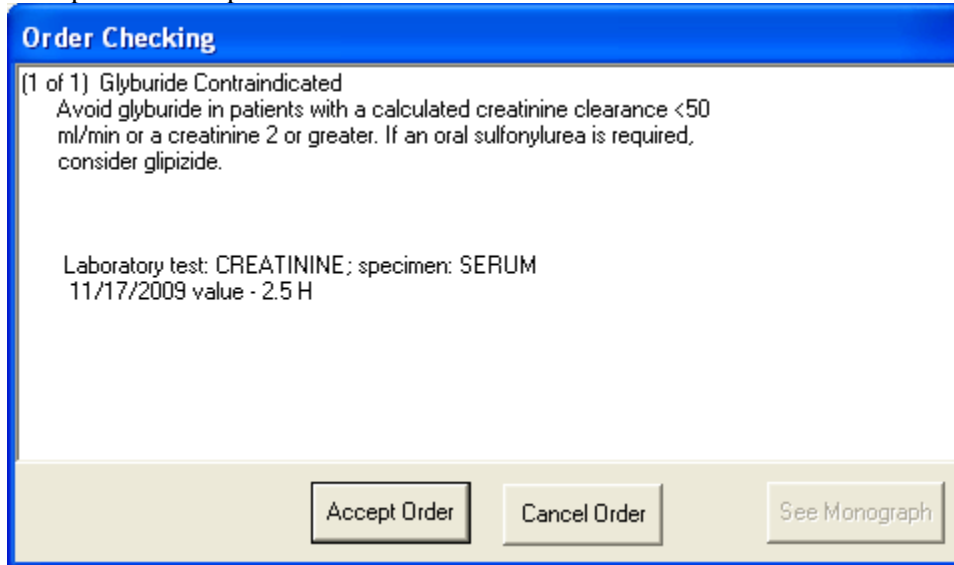 Order Checking
(1 of 1) Glyburide Contraindicated
Avoid glyburide in patients with a calculated creatinine clearance <50
ml/min or a creatinine 2 or greater. If an oral sulfonylurea is required,
consider glipizide.
Laboratory test: CREATININE; specimen: SERUM
11/17/2009 value - 2.5 H
Accept Order
Cancel Order
See Monograph